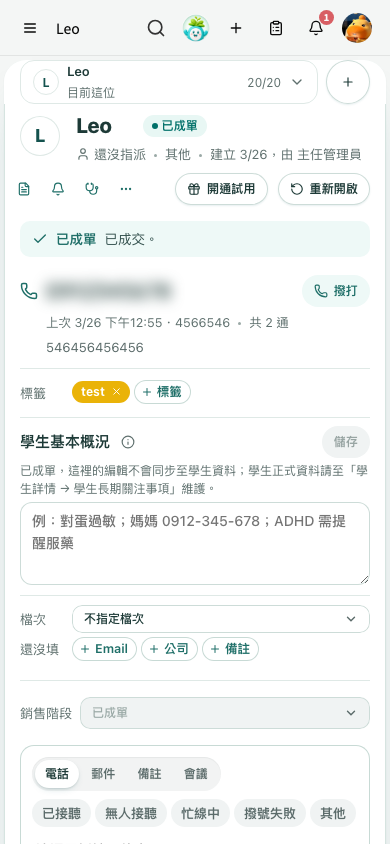 Leo
1
L
Leo
目前這位
20/20
L
Leo
已成單
還沒指派 • 其他 • 建立 3/26，由 主任管理員
開通試用
重新開啟
已成單 已成交。
撥打
上次 3/26 下午12:55 · 4566546 • 共 2 通
546456456456
標籤
test ×
+ 標籤
學生基本概況
儲存
已成單，這裡的編輯不會同步至學生資料；學生正式資料請至「學
生詳情 → 學生長期關注事項」維護。
例：對蛋過敏；媽媽 0912-345-678；ADHD 需提
醒服藥
檔次
不指定檔次
還沒填
+ Email
+ 公司
+ 備註
銷售階段
已成單
電話 郵件 備註 會議
已接聽 無人接聽 忙線中 撥號失敗 其他